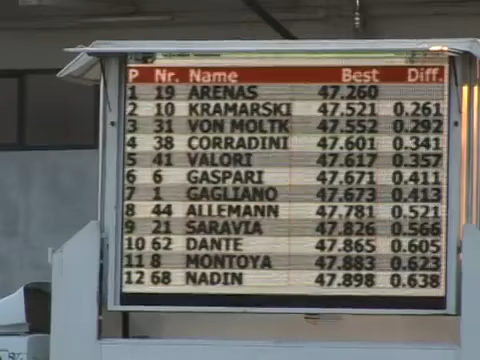 P Nr. Name Best Diff.
1 19 ARENAS 47.260
2 10 KRAMARSKI 47.521 0.261
3 31 VON MOLTK 47.552 0.292
4 38 CORRADINI 47.601 0.341
5 41 VALORI 47.617 0.357
6 6 GASPARI 47.671 0.411
7 1 GAGLIANO 47.673 0.413
8 44 ALLEMANN 47.781 0.521
9 21 SARAVIA 47.826 0.566
10 62 DANTE 47.865 0.605
11 8 MONTOYA 47.883 0.623
12 68 NADIN 47.898 0.638